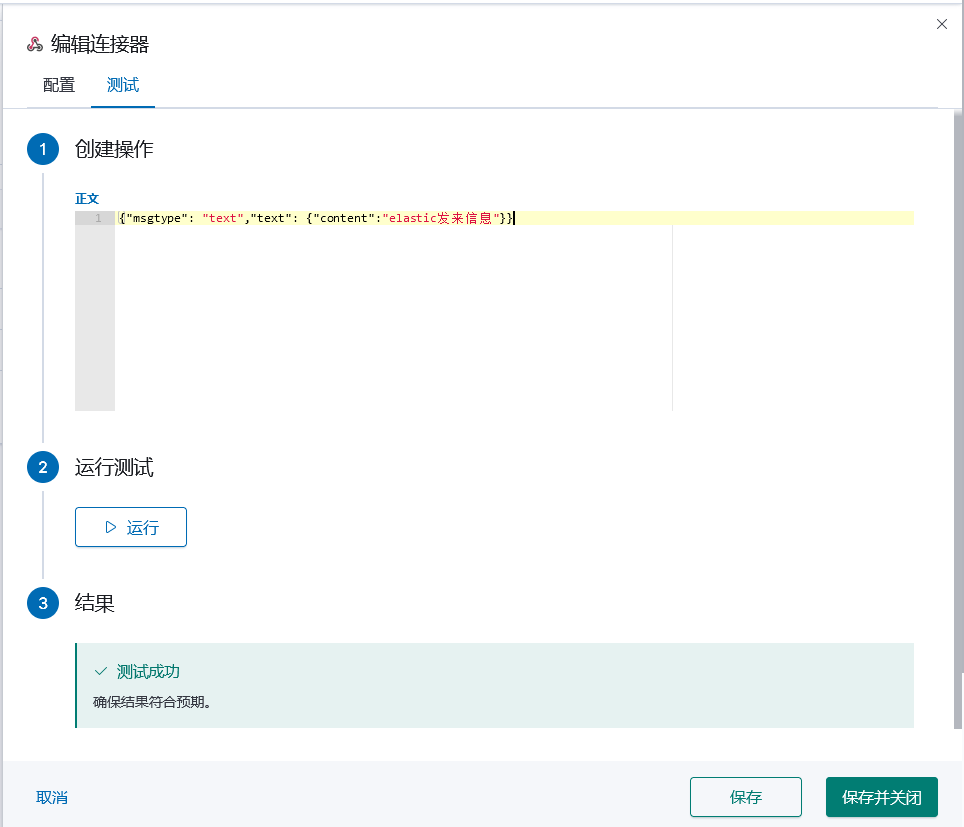 编辑连接器
配置 测试
1 创建操作
正文
1 {"msgtype": "text","text": {"content":"elastic发来信息"}}
2 运行测试
运行
3 结果
测试成功
确保结果符合预期。
取消 保存 保存并关闭